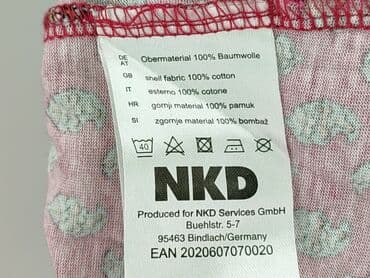 DE
AT
Obermaterial 100% Baumwolle
GB shell fabric 100% cotton
IT esterno 100% cotone
HR gornji material 100% pamuk
SI zgornje material 100% bombaž
40
NKD
Produced for NKD Services GmbH
Buehlstr. 5-7
95463 Bindlach/Germany
EAN 2020607070020